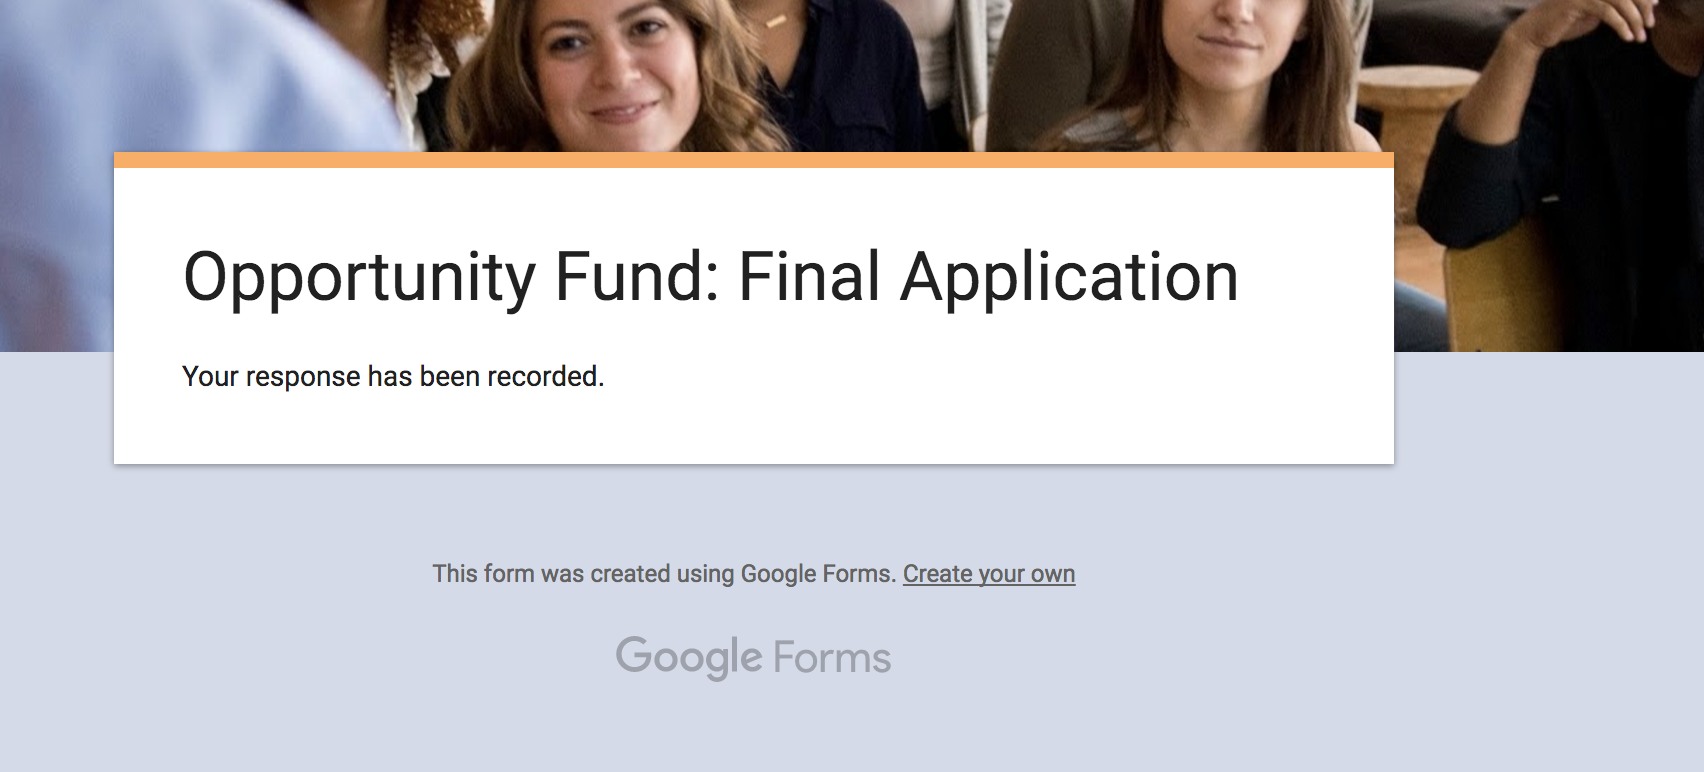 Opportunity Fund: Final Application
Your response has been recorded.
This form was created using Google Forms. Create your own
Google Forms